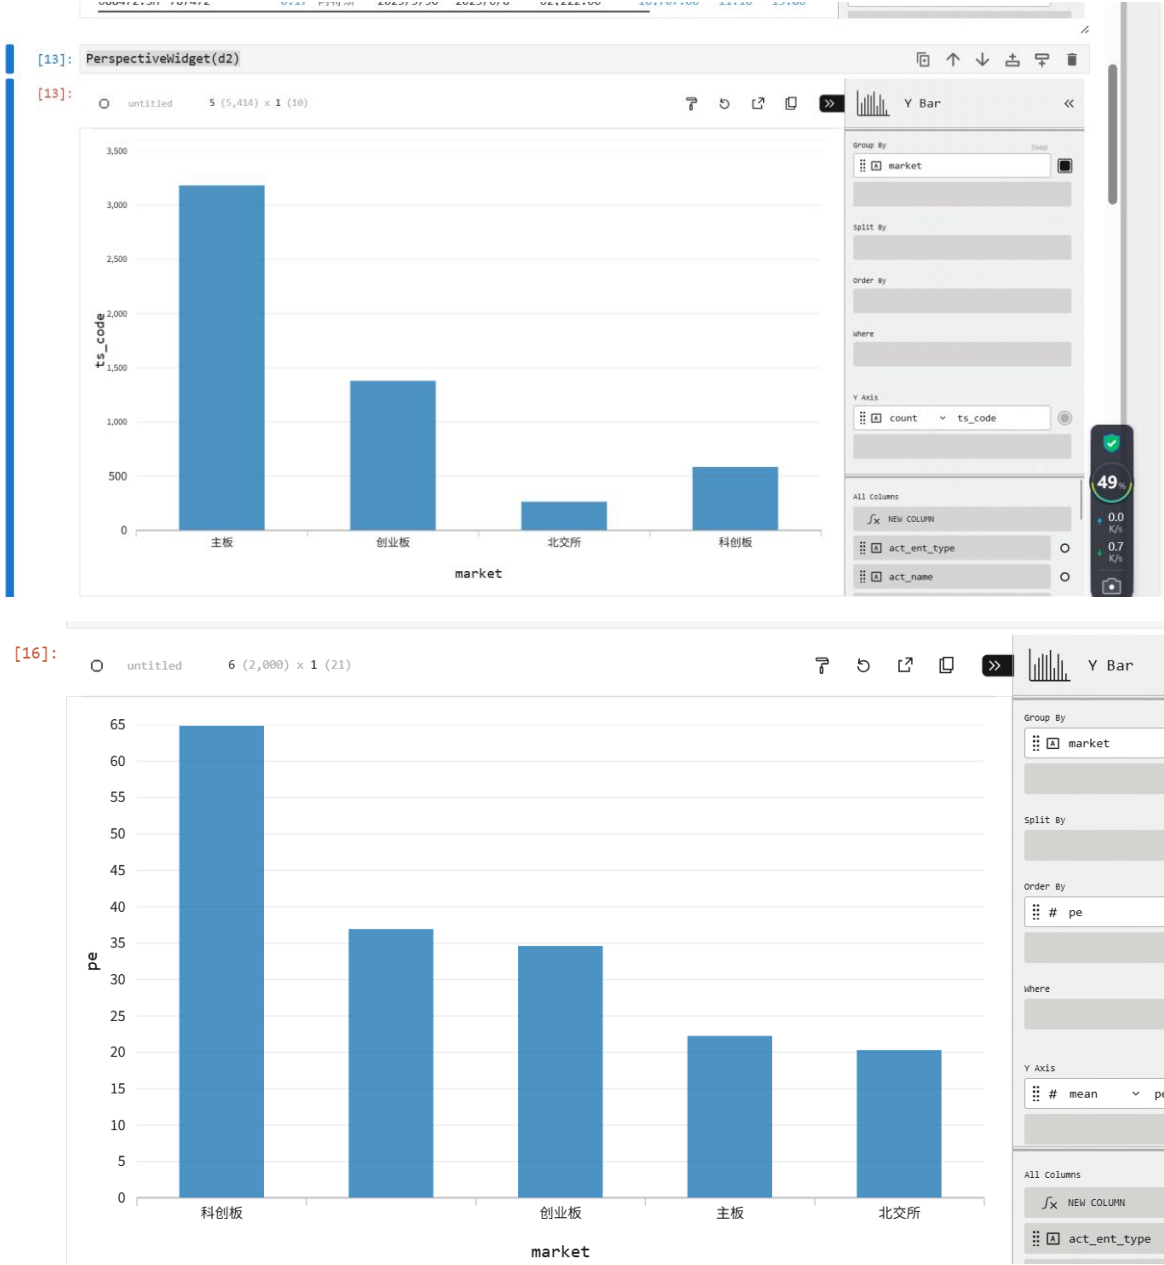 [13]: PerspectiveWidget(d2)
[13]:
untitled 5 (5,414) x 1 (10)
Y Bar
Group By
Swap
market
Split By
Order By
Where
Y Axis
count ts_code
All Columns
NEW COLUMN
act_ent_type
act_name
3,500
3,000
2,500
2,000
1,500
1,000
500
0
ts_code
主板 创业板 北交所 科创板
market
49%
0.0
K/s
0.7
K/s
[16]:
untitled 6 (2,000) x 1 (21)
Y Bar
Group By
market
Split By
Order By
# pe
Where
Y Axis
# mean pe
All Columns
NEW COLUMN
act_ent_type
65
60
55
50
45
40
35
30
25
20
15
10
5
0
pe
科创板 创业板 主板 北交所
market